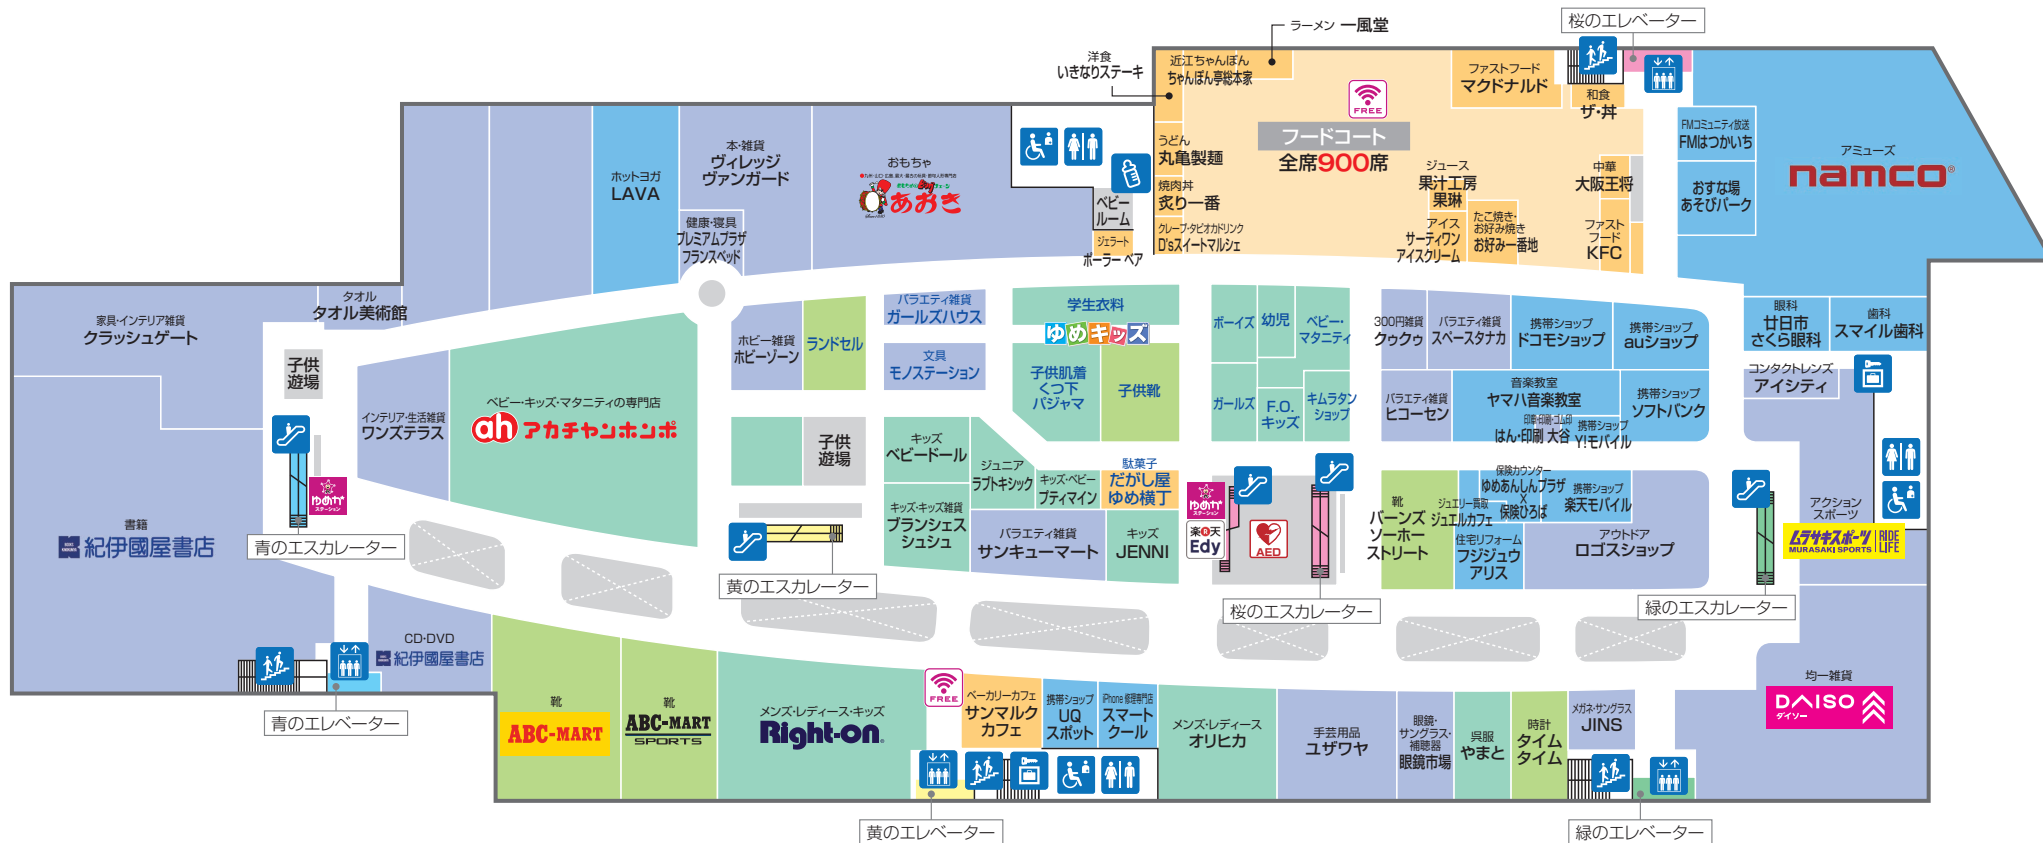 桜のエレベーター
ラーメン 一風堂
洋食
いきなりステーキ
近江ちゃんぽん
ちゃんぽん亭総本家
FREE
ファストフード
マクドナルド
和食
ザ・丼
フードコート
全席900席
うどん
丸亀製麺
焼肉丼
炙り一番
クレープ・タピオカドリンク
D'sスイートマルシェ
ジュース
果汁工房
果琳
アイス
サーティワン
アイスクリーム
たこ焼き・
お好み焼き
お好み一番地
中華
大阪王将
ファスト
フード
KFC
FMコミュニティ放送
FMはつかいち
おすな場
あそびパーク
アミューズ
namco
ホットヨガ
LAVA
本・雑貨
ヴィレッジ
ヴァンガード
健康・寝具
プレミアムプラザ
フランスベッド
おもちゃ
あおき
ベビー
ルーム
ジェラート
ポーラー ベア
家具・インテリア雑貨
クラッシュゲート
タオル
タオル美術館
子供
遊場
インテリア・生活雑貨
ワンズテラス
ベビー・キッズ・マタニティの専門店
ah アカチャンホンポ
ホビー雑貨
ホビーゾーン
ランドセル
バラエティ雑貨
ガールズハウス
文具
モノステーション
学生衣料
ゆめキッズ
子供肌着
くつ下
パジャマ
子供靴
ボーイズ
幼児
ベビー・
マタニティ
ガールズ
F.O.
キッズ
キムラタン
ショップ
300円雑貨
クゥクゥ
バラエティ雑貨
スペースタナカ
携帯ショップ
ドコモショップ
携帯ショップ
auショップ
バラエティ雑貨
ヒコーセン
音楽教室
ヤマハ音楽教室
はん・印刷 大谷
携帯ショップ
Y!モバイル
携帯ショップ
ソフトバンク
眼科
廿日市
さくら眼科
歯科
スマイル歯科
コンタクトレンズ
アイシティ
子供
遊場
キッズ
ベビードール
ジュニア
ラブトキシック
キッズ・ベビー
プティマイン
駄菓子
だがし屋
ゆめ横丁
キッズ・キッズ雑貨
ブランシェス
シュシュ
バラエティ雑貨
サンキューマート
キッズ
JENNI
ゆめか
ステーション
楽天
Edy
AED
靴
バーンズ
ソーホー
ストリート
ジュエリー買取
ジュエルカフェ
保険カウンター
ゆめあんしんプラザ
×
保険ひろば
携帯ショップ
楽天モバイル
住宅リフォーム
フジジュウ
アリス
アウトドア
ロゴスショップ
アクション
スポーツ
ムラサキスポーツ
MURASAKI SPORTS
RIDE
LIFE
書籍
紀伊國屋書店
ゆめか
ステーション
青のエスカレーター
黄のエスカレーター
桜のエスカレーター
緑のエスカレーター
CD・DVD
紀伊國屋書店
青のエレベーター
靴
ABC-MART
靴
ABC-MART
SPORTS
メンズ・レディース・キッズ
Right-on
FREE
ベーカリーカフェ
サンマルク
カフェ
携帯ショップ
UQ
スポット
iPhone 修理専門店
スマート
クール
メンズ・レディース
オリヒカ
手芸用品
ユザワヤ
眼鏡・
サングラス・
補聴器
眼鏡市場
呉服
やまと
時計
タイム
タイム
メガネ・サングラス
JINS
均一雑貨
DAISO
ダイソー
黄のエレベーター
緑のエレベーター